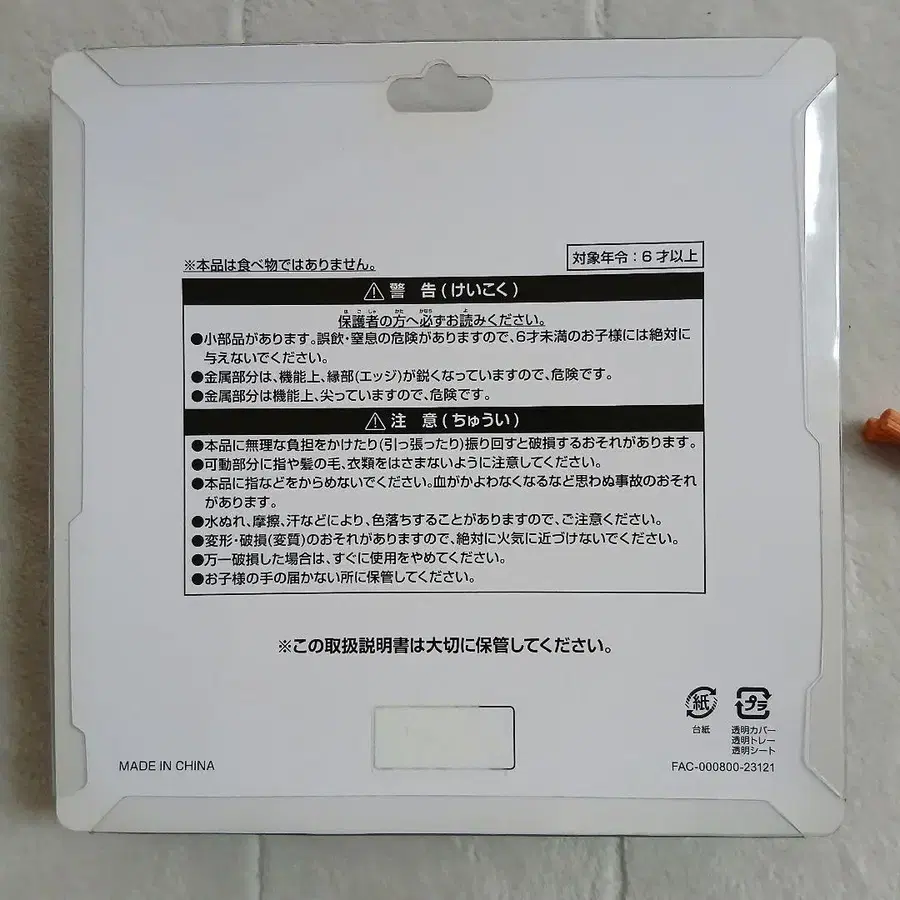 ※本品は食べ物ではありません。
対象年令：6才以上
⚠警 告(けいこく)
保護者の方へ必ずお読みください。
●小部品があります。誤飲・窒息の危険がありますので、6才未満のお子様には絶対に
与えないでください。
●金属部分は、機能上、縁部(エッジ)が鋭くなっていますので、危険です。
●金属部分は機能上、尖っていますので、危険です。
⚠注 意(ちゅうい)
●本品に無理な負担をかけたり(引っ張ったり)振り回すと破損するおそれがあります。
●可動部分に指や髪の毛、衣類をはさまないように注意してください。
●本品に指などをからめないでください。血がかよわなくなるなど思わぬ事故のおそれ
があります。
●水ぬれ、摩擦、汗などにより、色落ちすることがありますので、ご注意ください。
●変形・破損(変質)のおそれがありますので、絶対に火気に近づけないでください。
●万一破損した場合は、すぐに使用をやめてください。
●お子様の手の届かない所に保管してください。
※この取扱説明書は大切に保管してください。
紙
プラ
台紙
透明カバー
透明トレー
透明シート
MADE IN CHINA
FAC-000800-23121